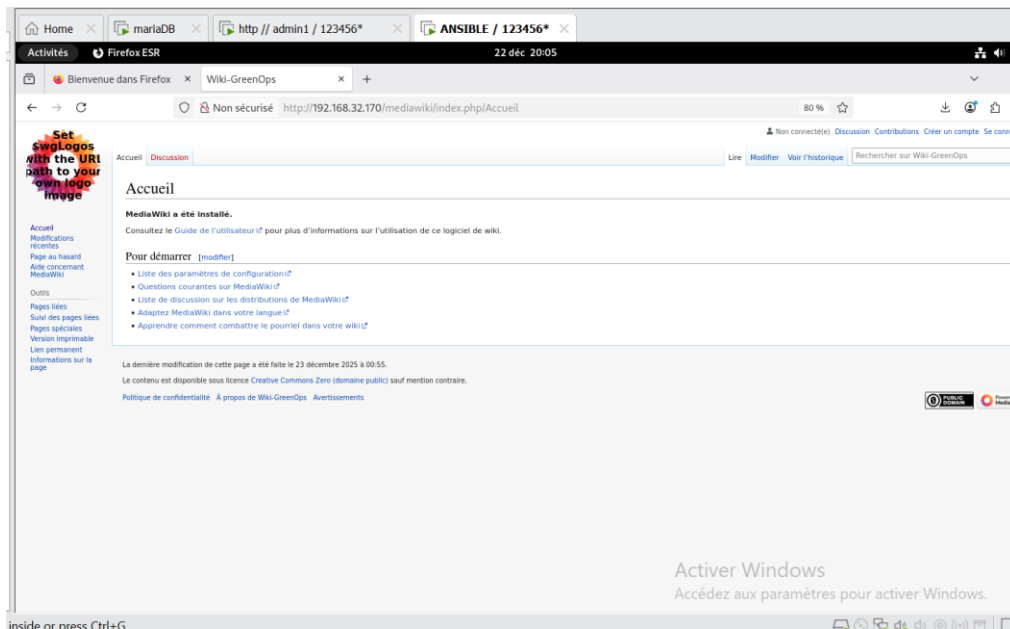 Home
mariaDB
http // admin1 / 123456*
ANSIBLE / 123456*
Activités
Firefox ESR
22 déc 20:05
Bienvenue dans Firefox
Wiki-GreenOps
Non sécurisé http://192.168.32.170/mediawiki/index.php/Accueil
80 %
Non connecté(e) Discussion Contributions Créer un compte Se conn
Set
$wgLogos
with the URL
path to your
own logo
image
Accueil Discussion
Lire Modifier Voir l'historique
Rechercher sur Wiki-GreenOps
Accueil
MediaWiki a été installé.
Consultez le Guide de l'utilisateur pour plus d'informations sur l'utilisation de ce logiciel de wiki.
Pour démarrer [modifier]
• Liste des paramètres de configuration
• Questions courantes sur MediaWiki
• Liste de discussion sur les distributions de MediaWiki
• Adaptez MediaWiki dans votre langue
• Apprendre comment combattre le pourriel dans votre wiki
Accueil
Modifications
récentes
Page au hasard
Aide concernant
MediaWiki
Outils
Pages liées
Suivi des pages liées
Pages spéciales
Version imprimable
Lien permanent
Informations sur la
page
La dernière modification de cette page a été faite le 23 décembre 2025 à 00:55.
Le contenu est disponible sous licence Creative Commons Zero (domaine public) sauf mention contraire.
Politique de confidentialité À propos de Wiki-GreenOps Avertissements
PUBLIC
DOMAIN
Activer Windows
Accédez aux paramètres pour activer Windows.
inside or press Ctrl+G